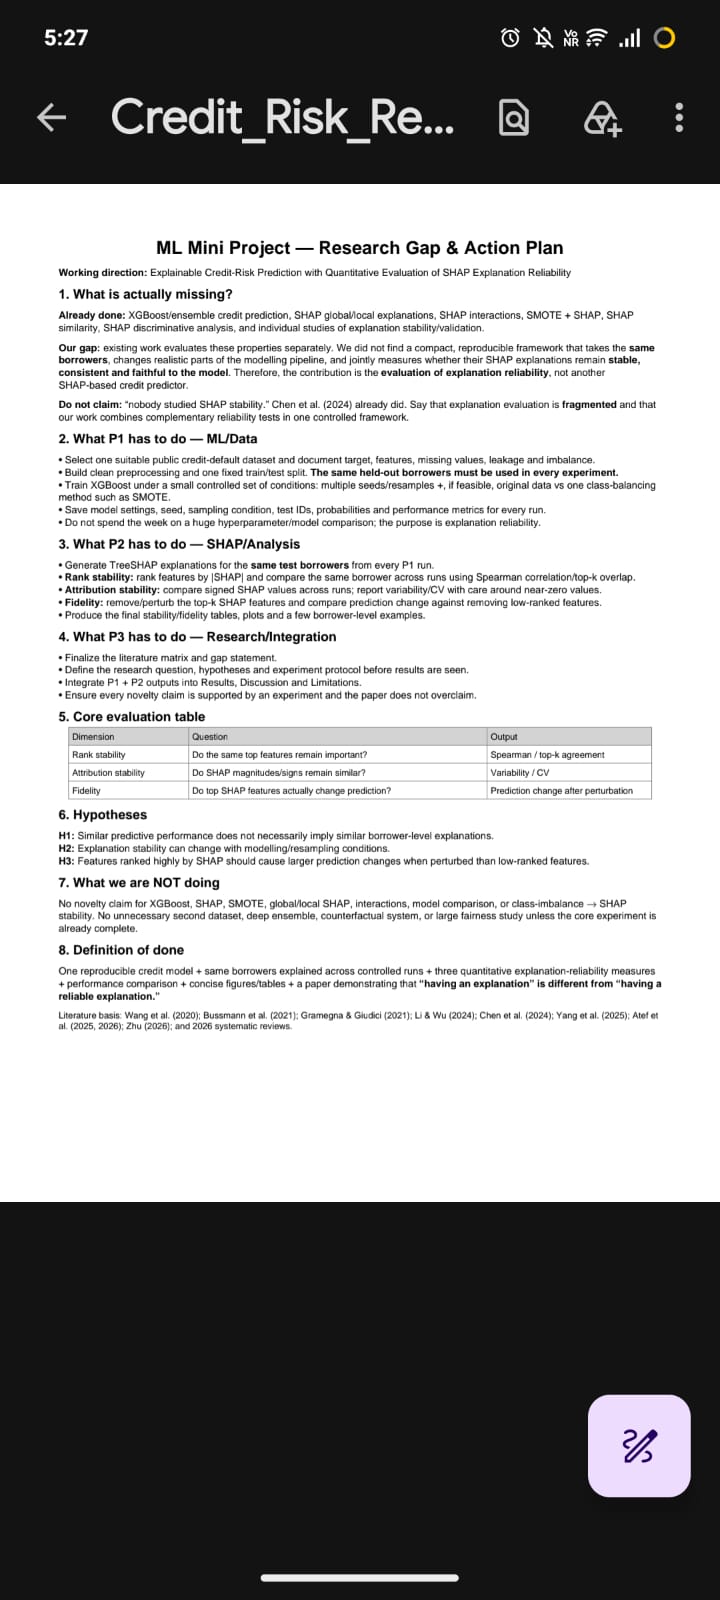 5:27
Vo
NR
Credit_Risk_Re...
ML Mini Project — Research Gap & Action Plan
Working direction: Explainable Credit-Risk Prediction with Quantitative Evaluation of SHAP Explanation Reliability
1. What is actually missing?
Already done: XGBoost/ensemble credit prediction, SHAP global/local explanations, SHAP interactions, SMOTE + SHAP, SHAP
similarity, SHAP discriminative analysis, and individual studies of explanation stability/validation.
Our gap: existing work evaluates these properties separately. We did not find a compact, reproducible framework that takes the same
borrowers, changes realistic parts of the modelling pipeline, and jointly measures whether their SHAP explanations remain stable,
consistent and faithful to the model. Therefore, the contribution is the evaluation of explanation reliability, not another
SHAP-based credit predictor.
Do not claim: “nobody studied SHAP stability.” Chen et al. (2024) already did. Say that explanation evaluation is fragmented and that
our work combines complementary reliability tests in one controlled framework.
2. What P1 has to do — ML/Data
• Select one suitable public credit-default dataset and document target, features, missing values, leakage and imbalance.
• Build clean preprocessing and one fixed train/test split. The same held-out borrowers must be used in every experiment.
• Train XGBoost under a small controlled set of conditions: multiple seeds/resamples +, if feasible, original data vs one class-balancing
method such as SMOTE.
• Save model settings, seed, sampling condition, test IDs, probabilities and performance metrics for every run.
• Do not spend the week on a huge hyperparameter/model comparison; the purpose is explanation reliability.
3. What P2 has to do — SHAP/Analysis
• Generate TreeSHAP explanations for the same test borrowers from every P1 run.
• Rank stability: rank features by |SHAP| and compare the same borrower across runs using Spearman correlation/top-k overlap.
• Attribution stability: compare signed SHAP values across runs; report variability/CV with care around near-zero values.
• Fidelity: remove/perturb the top-k SHAP features and compare prediction change against removing low-ranked features.
• Produce the final stability/fidelity tables, plots and a few borrower-level examples.
4. What P3 has to do — Research/Integration
• Finalize the literature matrix and gap statement.
• Define the research question, hypotheses and experiment protocol before results are seen.
• Integrate P1 + P2 outputs into Results, Discussion and Limitations.
• Ensure every novelty claim is supported by an experiment and the paper does not overclaim.
5. Core evaluation table
Dimension Question Output
Rank stability Do the same top features remain important? Spearman / top-k agreement
Attribution stability Do SHAP magnitudes/signs remain similar? Variability / CV
Fidelity Do top SHAP features actually change prediction? Prediction change after perturbation
6. Hypotheses
H1: Similar predictive performance does not necessarily imply similar borrower-level explanations.
H2: Explanation stability can change with modelling/resampling conditions.
H3: Features ranked highly by SHAP should cause larger prediction changes when perturbed than low-ranked features.
7. What we are NOT doing
No novelty claim for XGBoost, SHAP, SMOTE, global/local SHAP, interactions, model comparison, or class-imbalance → SHAP
stability. No unnecessary second dataset, deep ensemble, counterfactual system, or large fairness study unless the core experiment is
already complete.
8. Definition of done
One reproducible credit model + same borrowers explained across controlled runs + three quantitative explanation-reliability measures
+ performance comparison + concise figures/tables + a paper demonstrating that “having an explanation” is different from “having a
reliable explanation.”
Literature basis: Wang et al. (2020); Bussmann et al. (2021); Gramegna & Giudici (2021); Li & Wu (2024); Chen et al. (2024); Yang et al. (2025); Atef et
al. (2025, 2026); Zhu (2026); and 2026 systematic reviews.